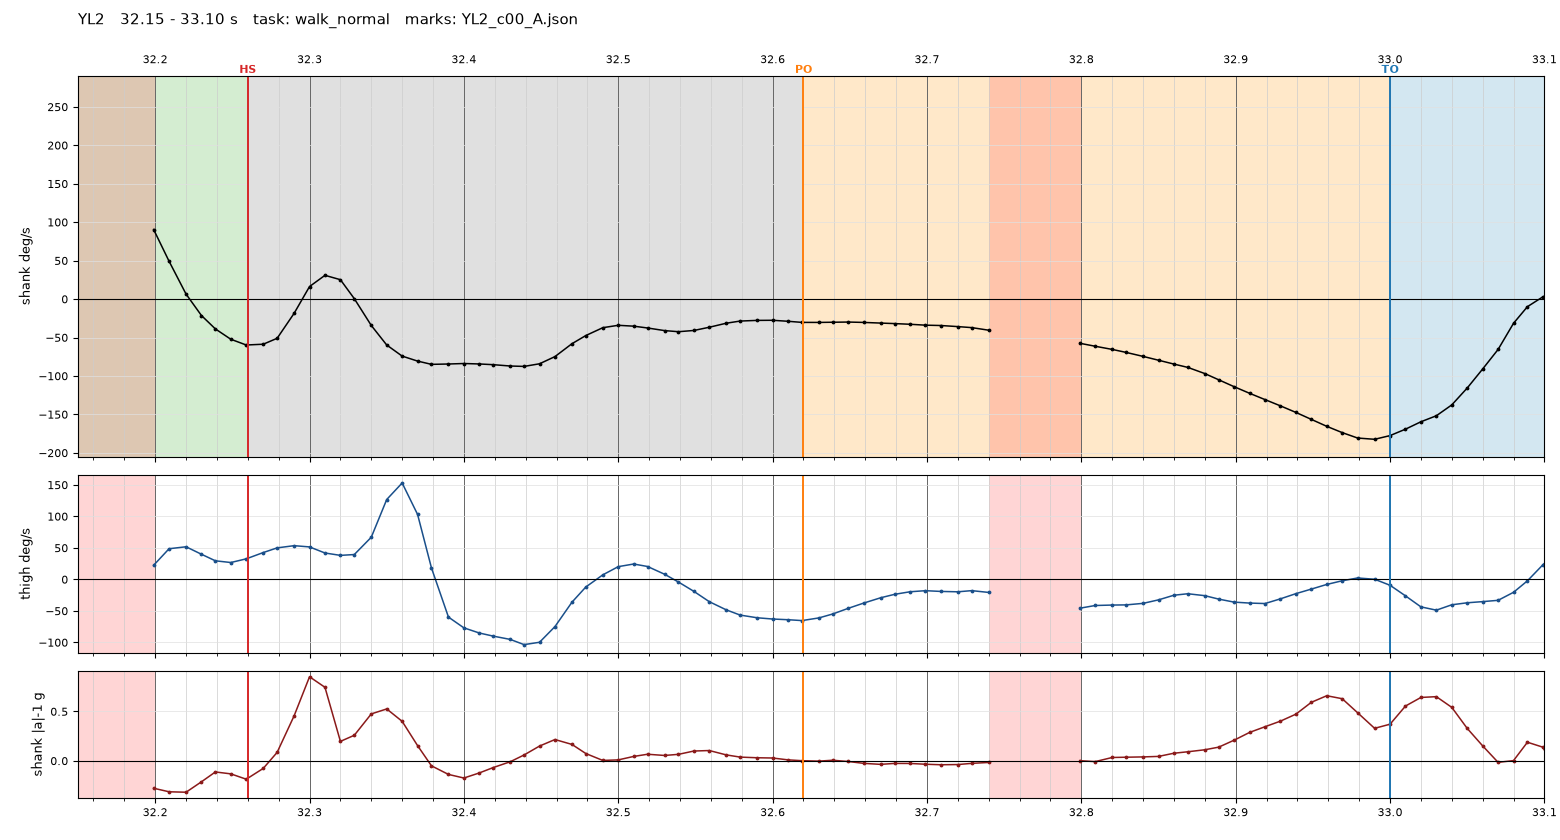 YL2   32.15 - 33.10 s   task: walk_normal   marks: YL2_c00_A.json
32.2 32.3 32.4 32.5 32.6 32.7 32.8 32.9 33.0 33.1
HS PO TO
shank deg/s
250
200
150
100
50
0
−50
−100
−150
−200
thigh deg/s
150
100
50
0
−50
−100
shank |a|-1 g
0.5
0.0
32.2 32.3 32.4 32.5 32.6 32.7 32.8 32.9 33.0 33.1